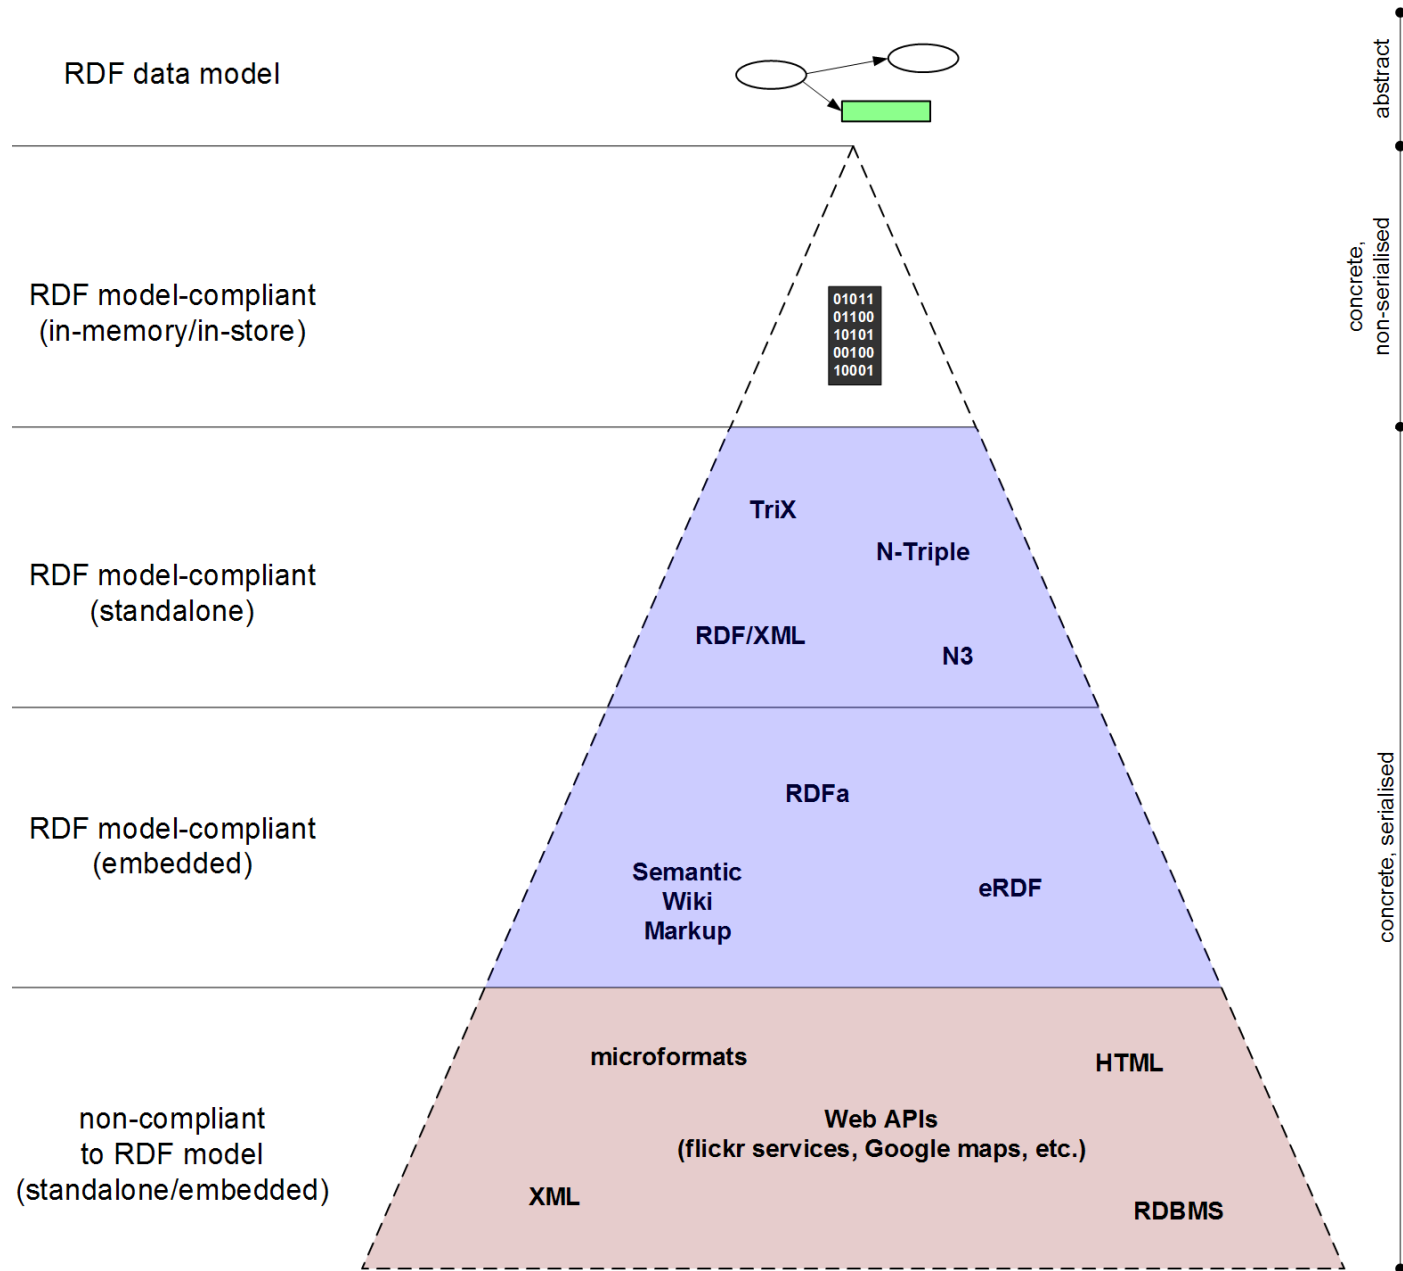 RDF data model
abstract
RDF model-compliant
(in-memory/in-store)
01011
01100
10101
00100
10001
concrete,
non-serialised
RDF model-compliant
(standalone)
TriX
N-Triple
RDF/XML
N3
RDF model-compliant
(embedded)
RDFa
Semantic
Wiki
Markup
eRDF
concrete, serialised
non-compliant
to RDF model
(standalone/embedded)
microformats
HTML
Web APIs
(flickr services, Google maps, etc.)
XML
RDBMS